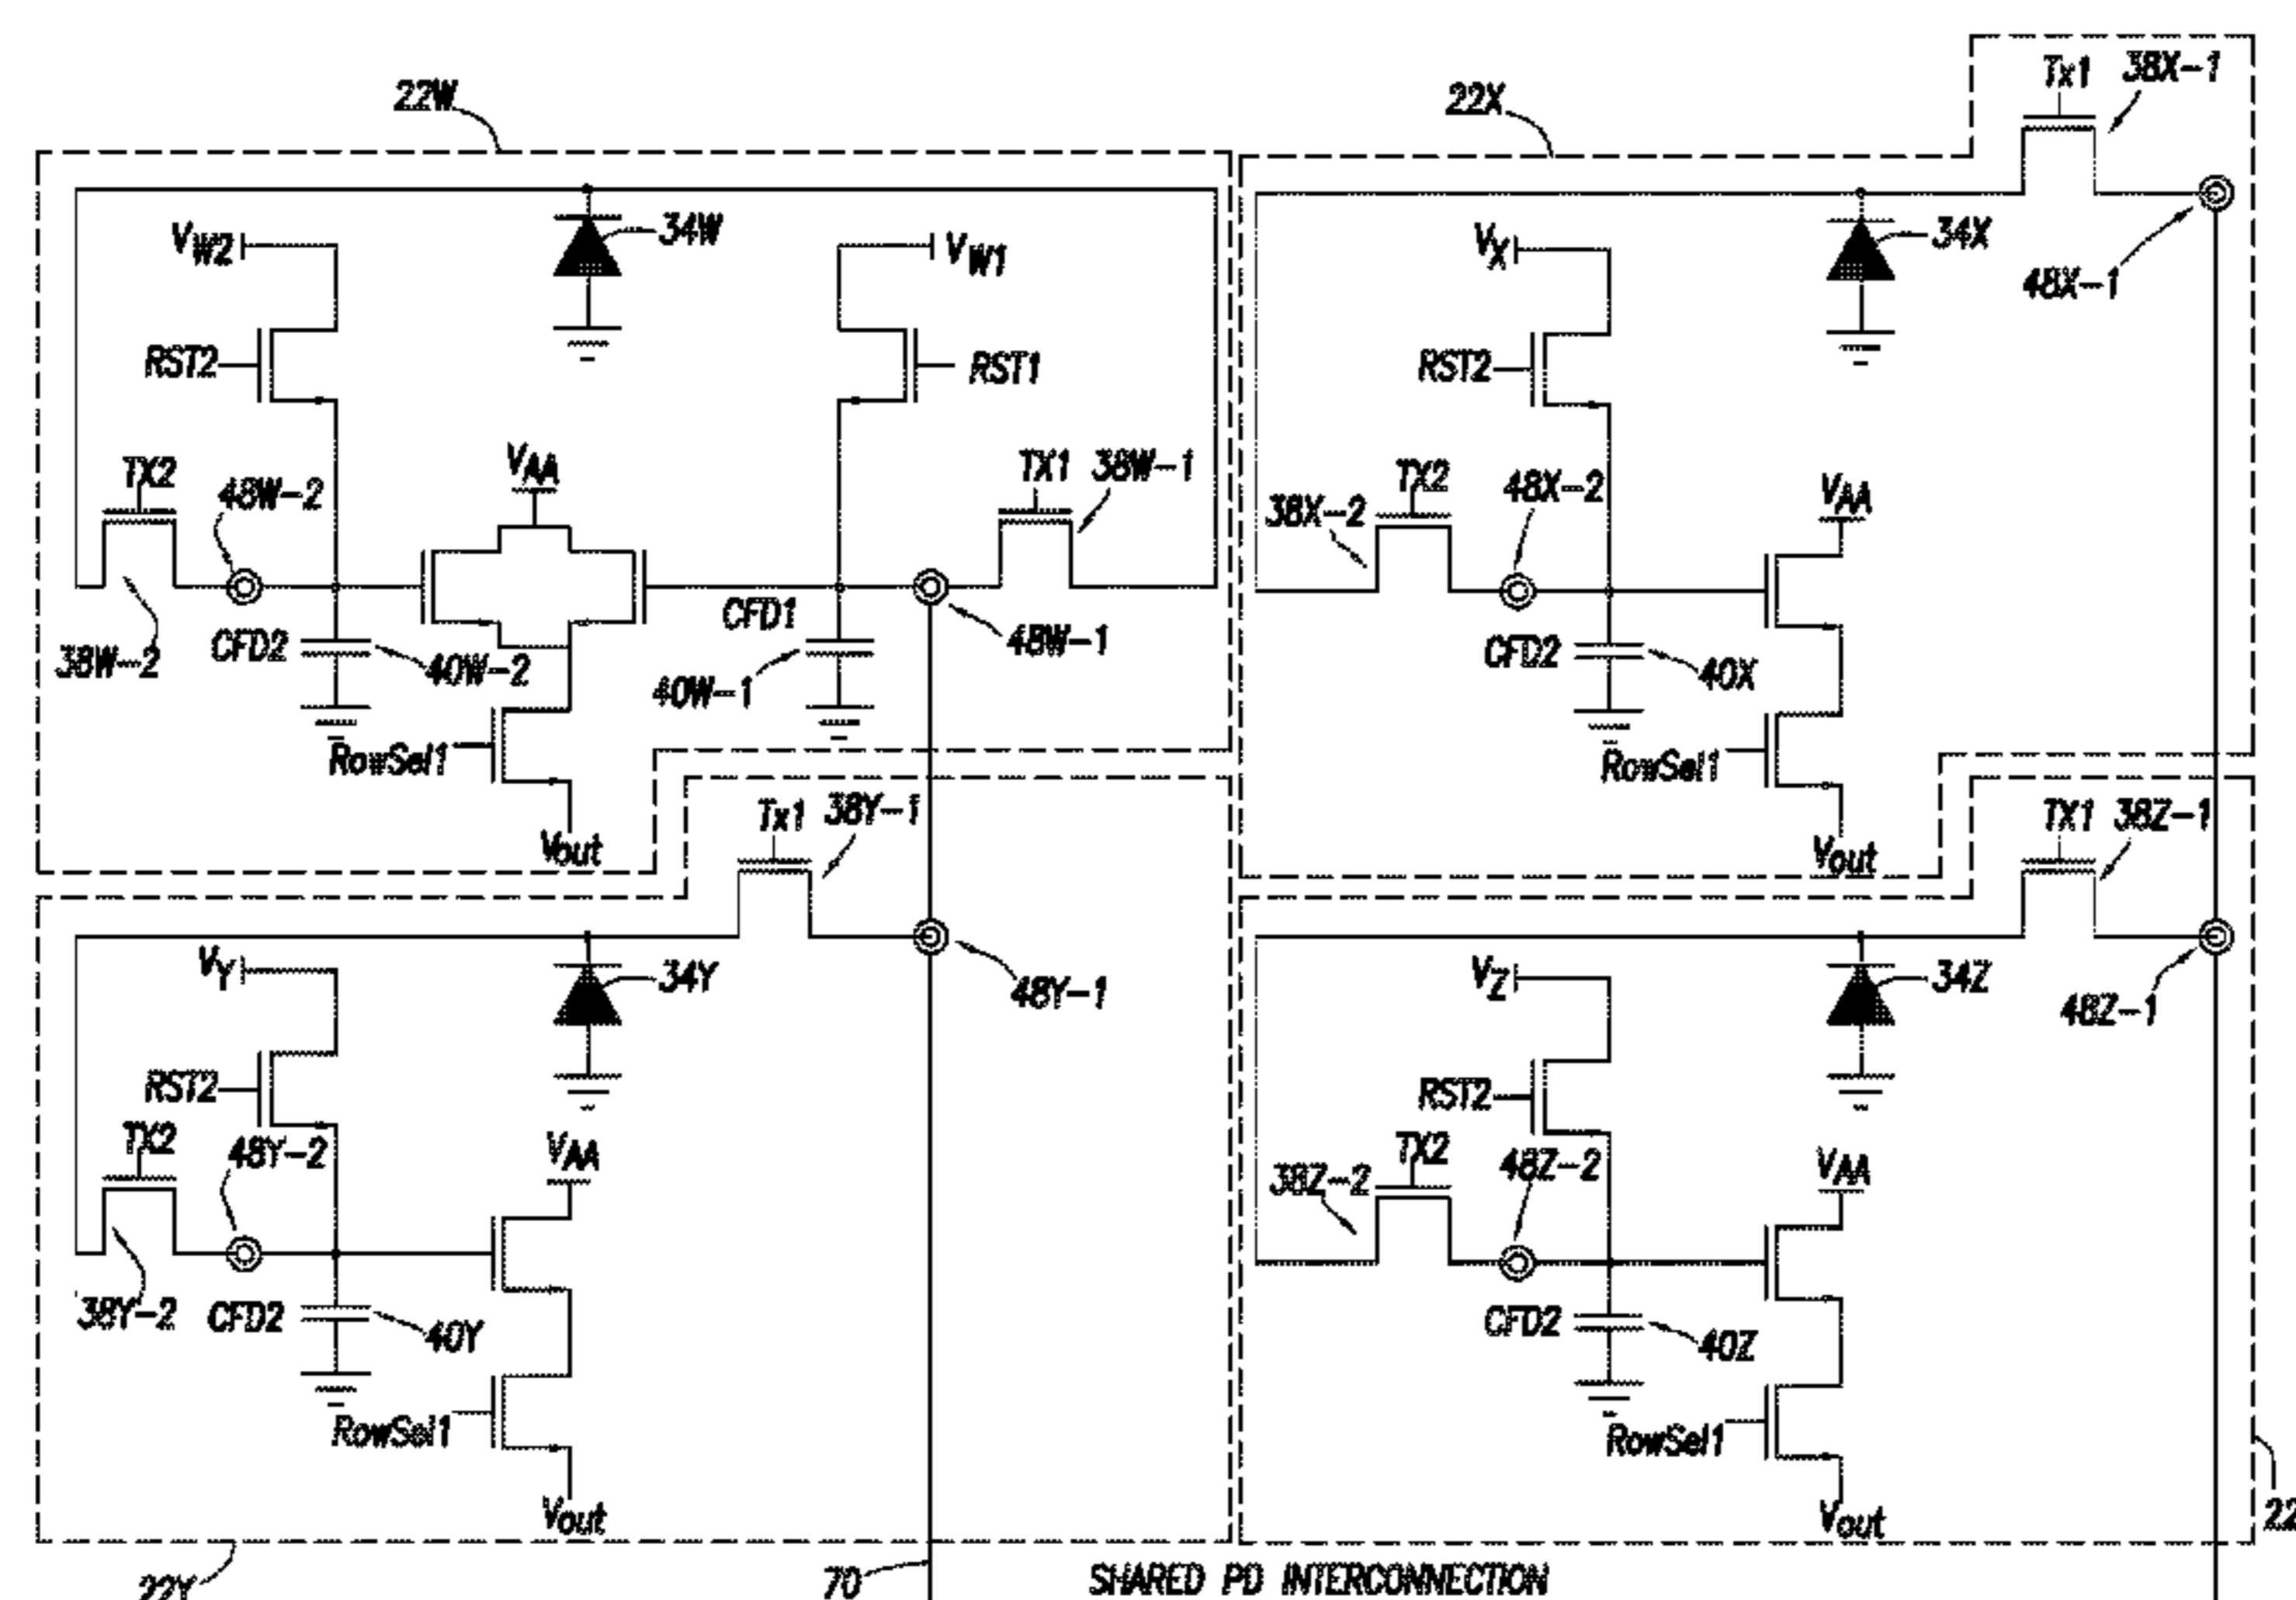 22W
22X
Tx1
38X-1
34W
VW2
VW1
VX
34X
48X-1
RST2
RST1
RST2
TX2
48W-2
VAA
TX1
38W-1
38X-2
TX2
48X-2
VAA
38W-2
CFD2
40W-2
CFD1
40W-1
48W-1
CFD2
40X
RowSel1
RowSel1
Vout
Tx1
38Y-1
Vout
TX1
38Z-1
VY
34Y
48Y-1
VZ
34Z
48Z-1
RST2
RST2
TX2
48Y-2
VAA
38Z-2
TX2
48Z-2
VAA
38Y-2
CFD2
40Y
CFD2
40Z
RowSel1
RowSel1
Vout
Vout
22
22Y
70
SHARED PD INTERCONNECTION